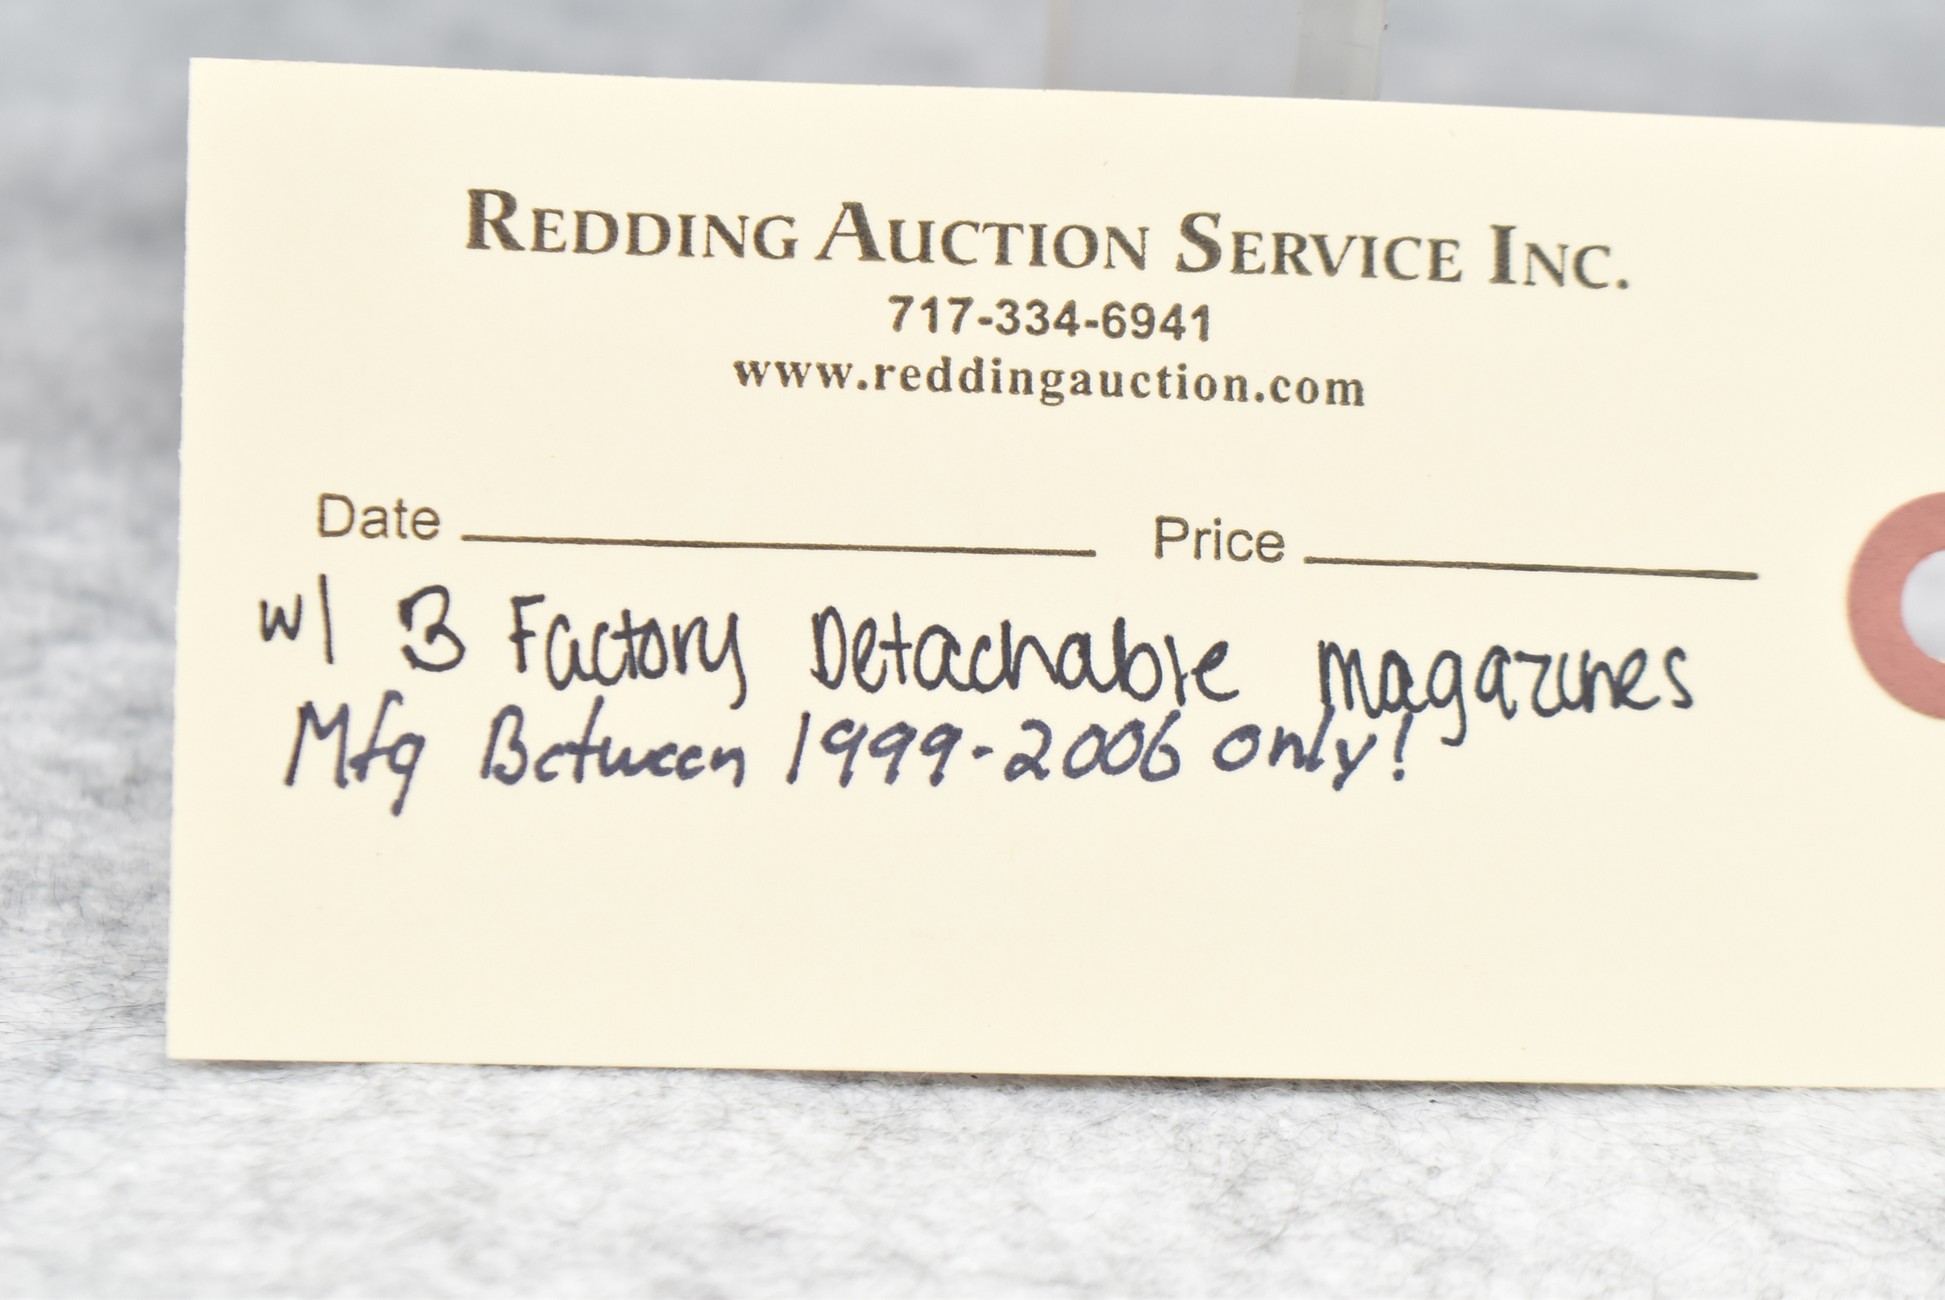 REDDING AUCTION SERVICE INC.
717-334-6941
www.reddingauction.com
Date Price
w/ 3 Factory Detachable Magazines
Mfg Between 1999-2006 only!